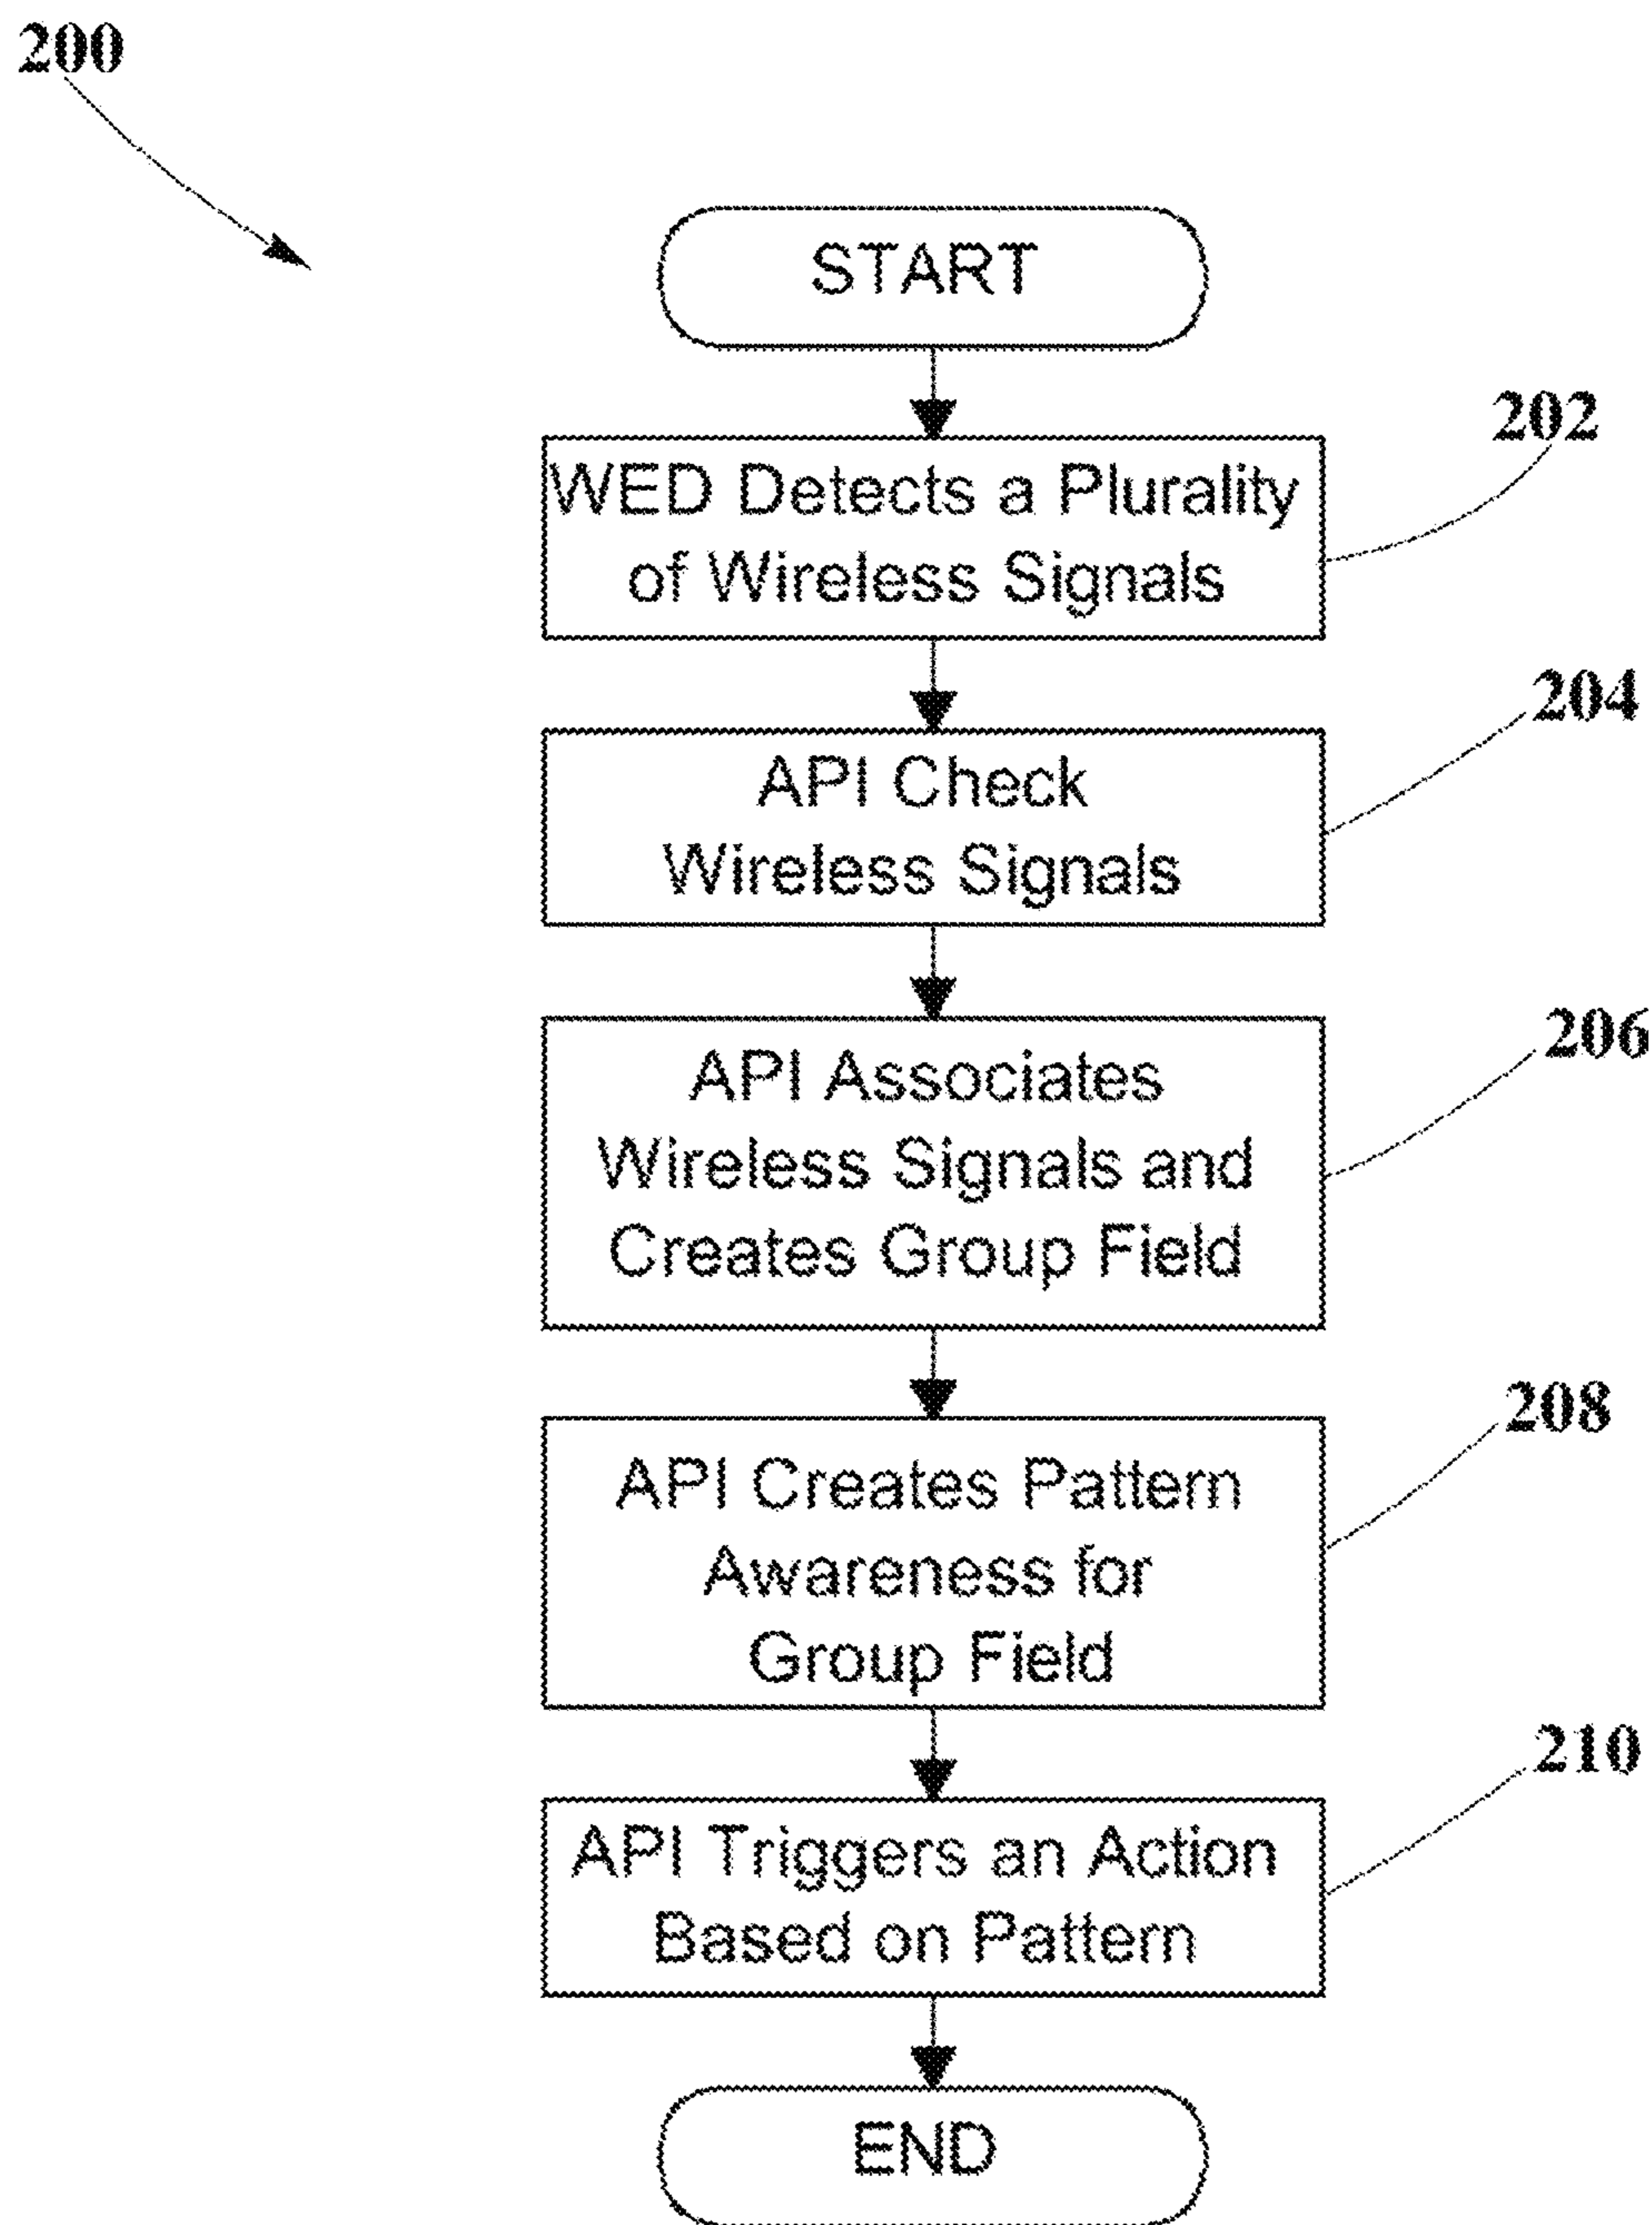 200
START
202
WED Detects a Plurality
of Wireless Signals
204
API Check
Wireless Signals
206
API Associates
Wireless Signals and
Creates Group Field
208
API Creates Pattern
Awareness for
Group Field
210
API Triggers an Action
Based on Pattern
END